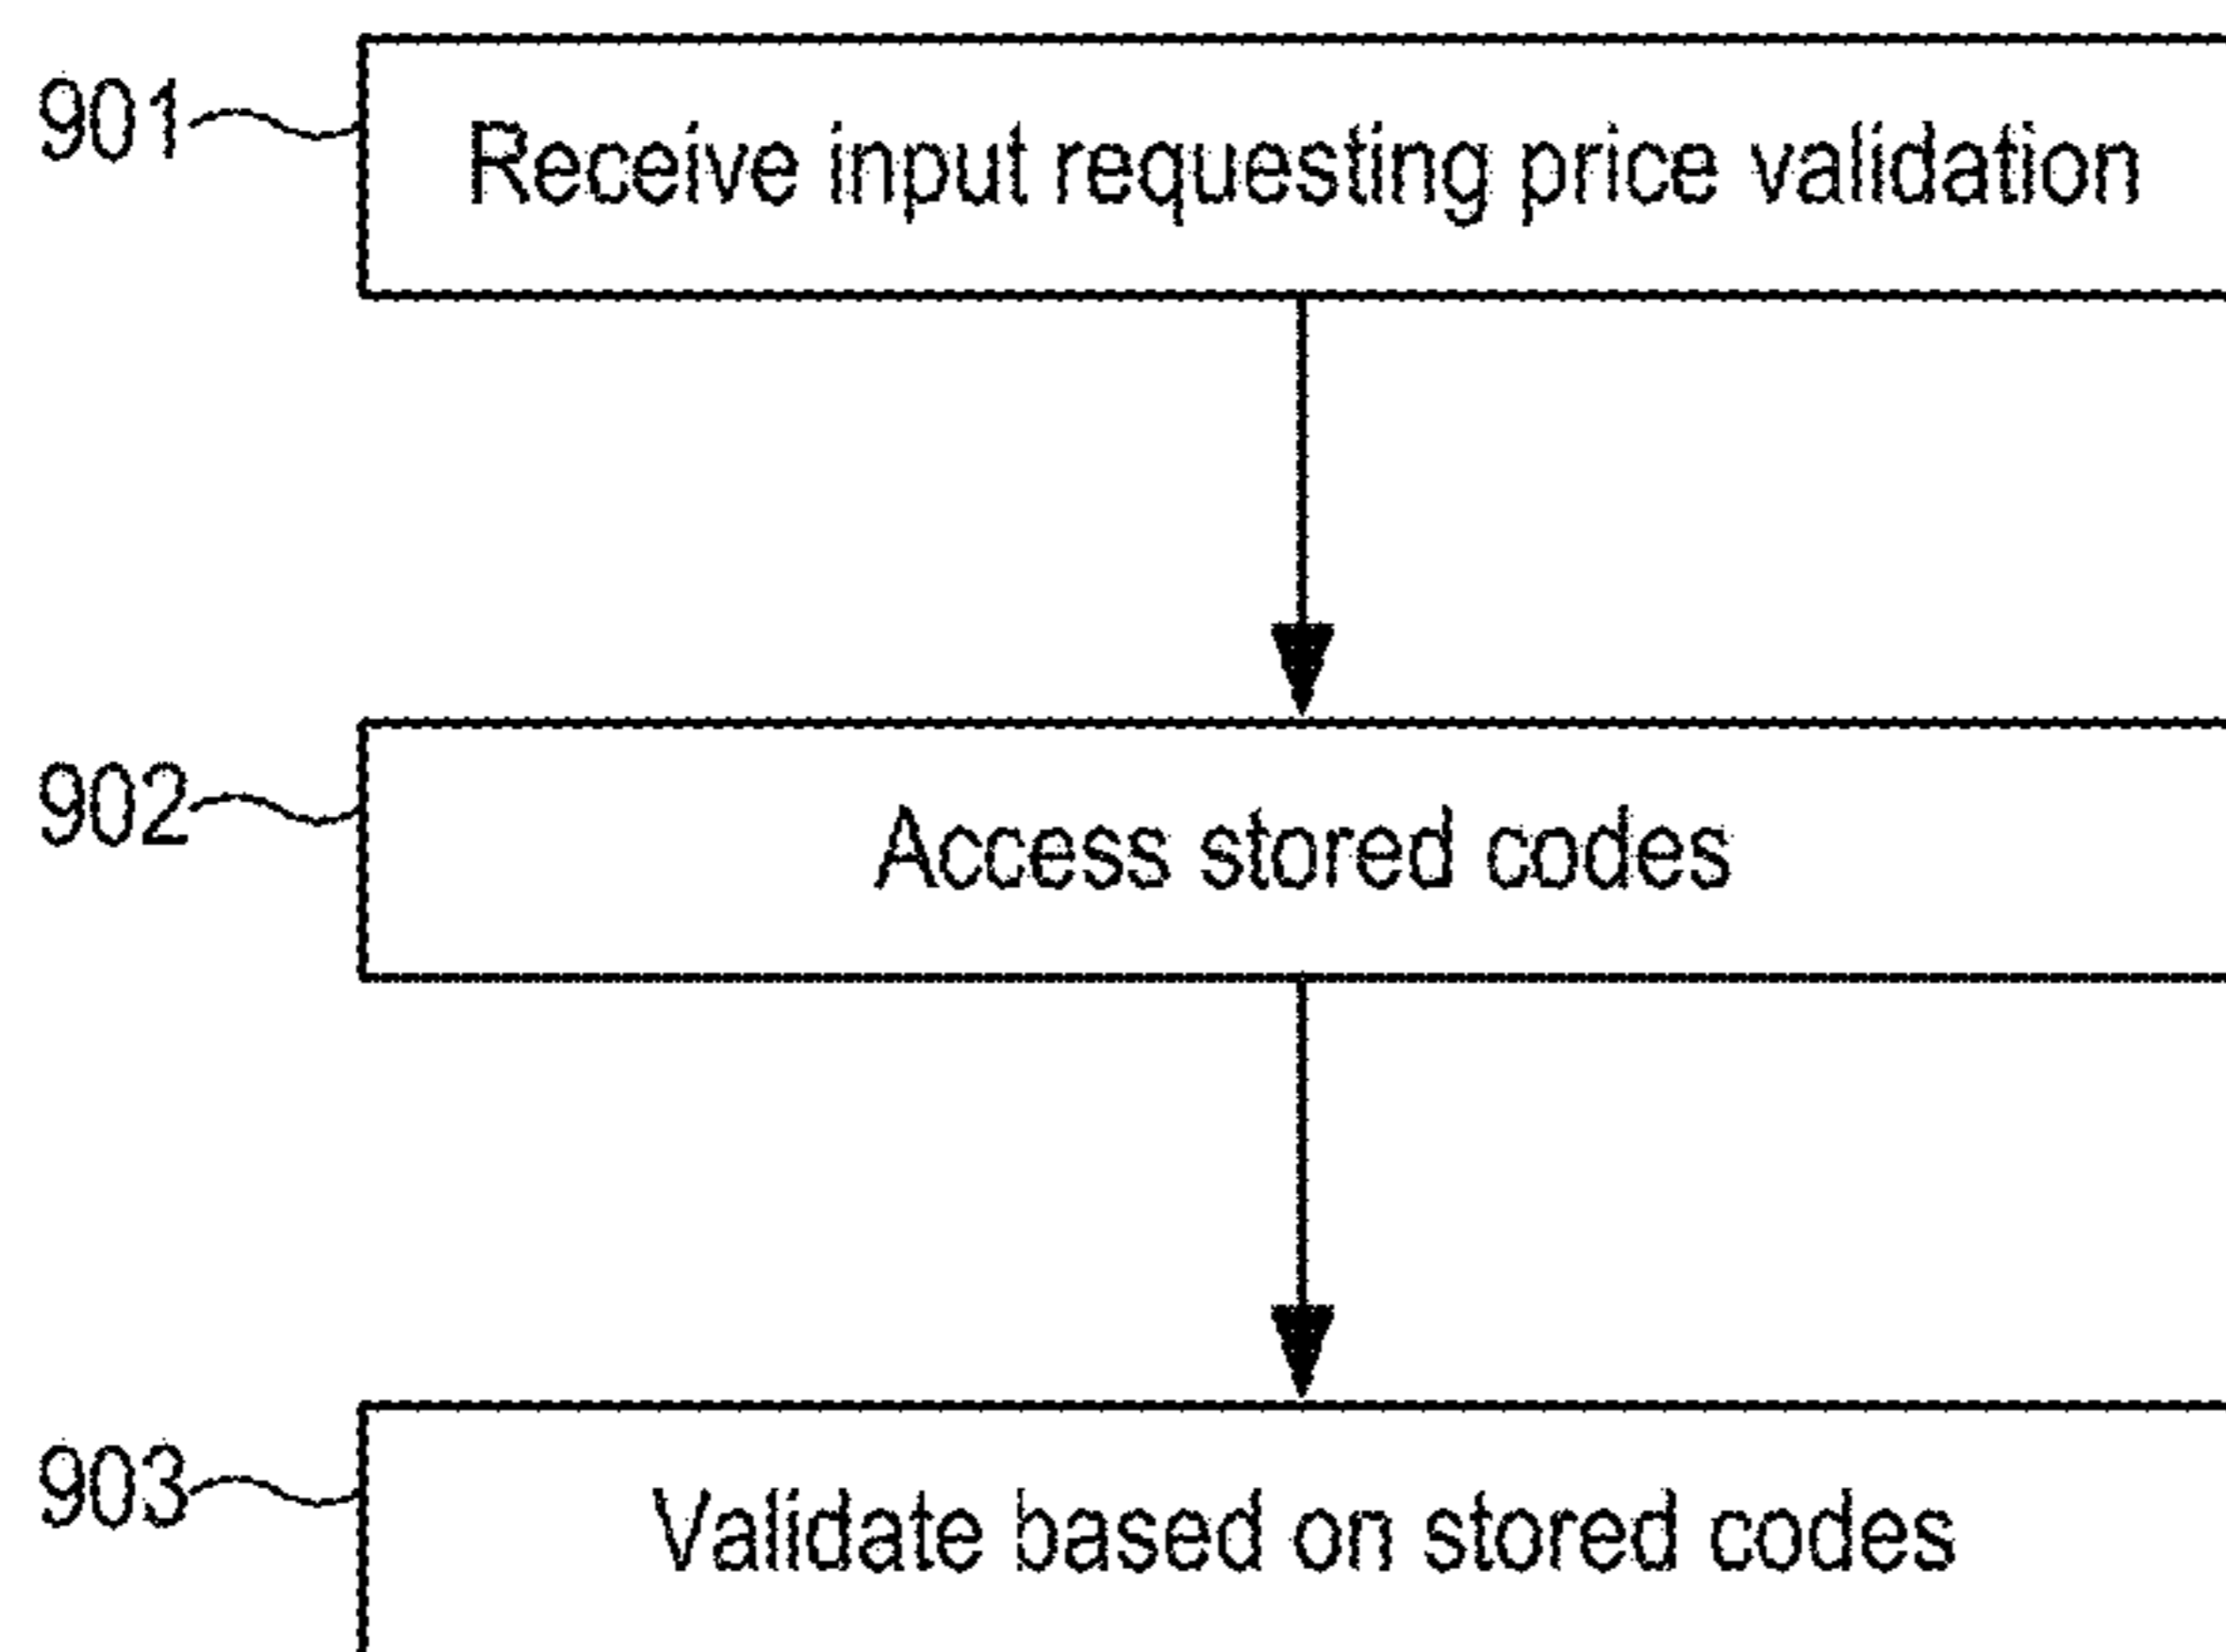 901 Receive input requesting price validation
902 Access stored codes
903 Validate based on stored codes